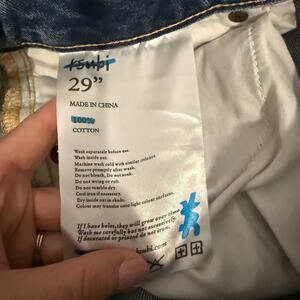 tsubi
29”
MADE IN CHINA
100%
COTTON
Wash separately before use.
Wash inside out.
Machine wash cold with similar colours.
Remove promptly after wash.
Do not bleach, Do not soak.
Do not wring or rub.
Do not tumble dry.
Cool iron if necessary.
Dry inside out in shade.
Colour may transfer onto light colour surfaces.
If I have holes, they will grow over time
Wash me carefully but not excessively.
If decorated or printed do not iron.
ksubi.com